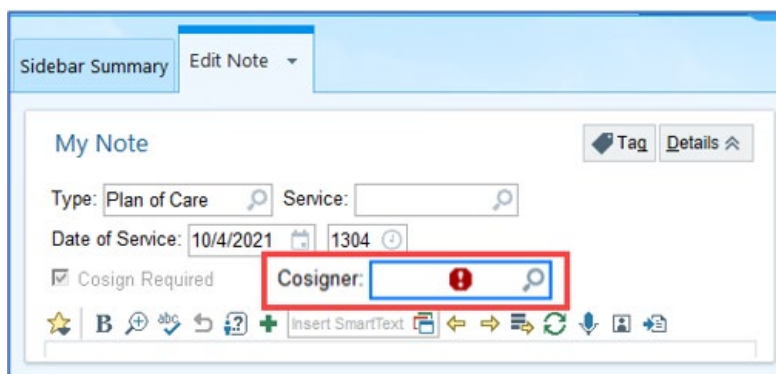 Sidebar Summary Edit Note
My Note Tag Details
Type: Plan of Care Service:
Date of Service: 10/4/2021 1304
Cosign Required Cosigner:
B abc Insert SmartText